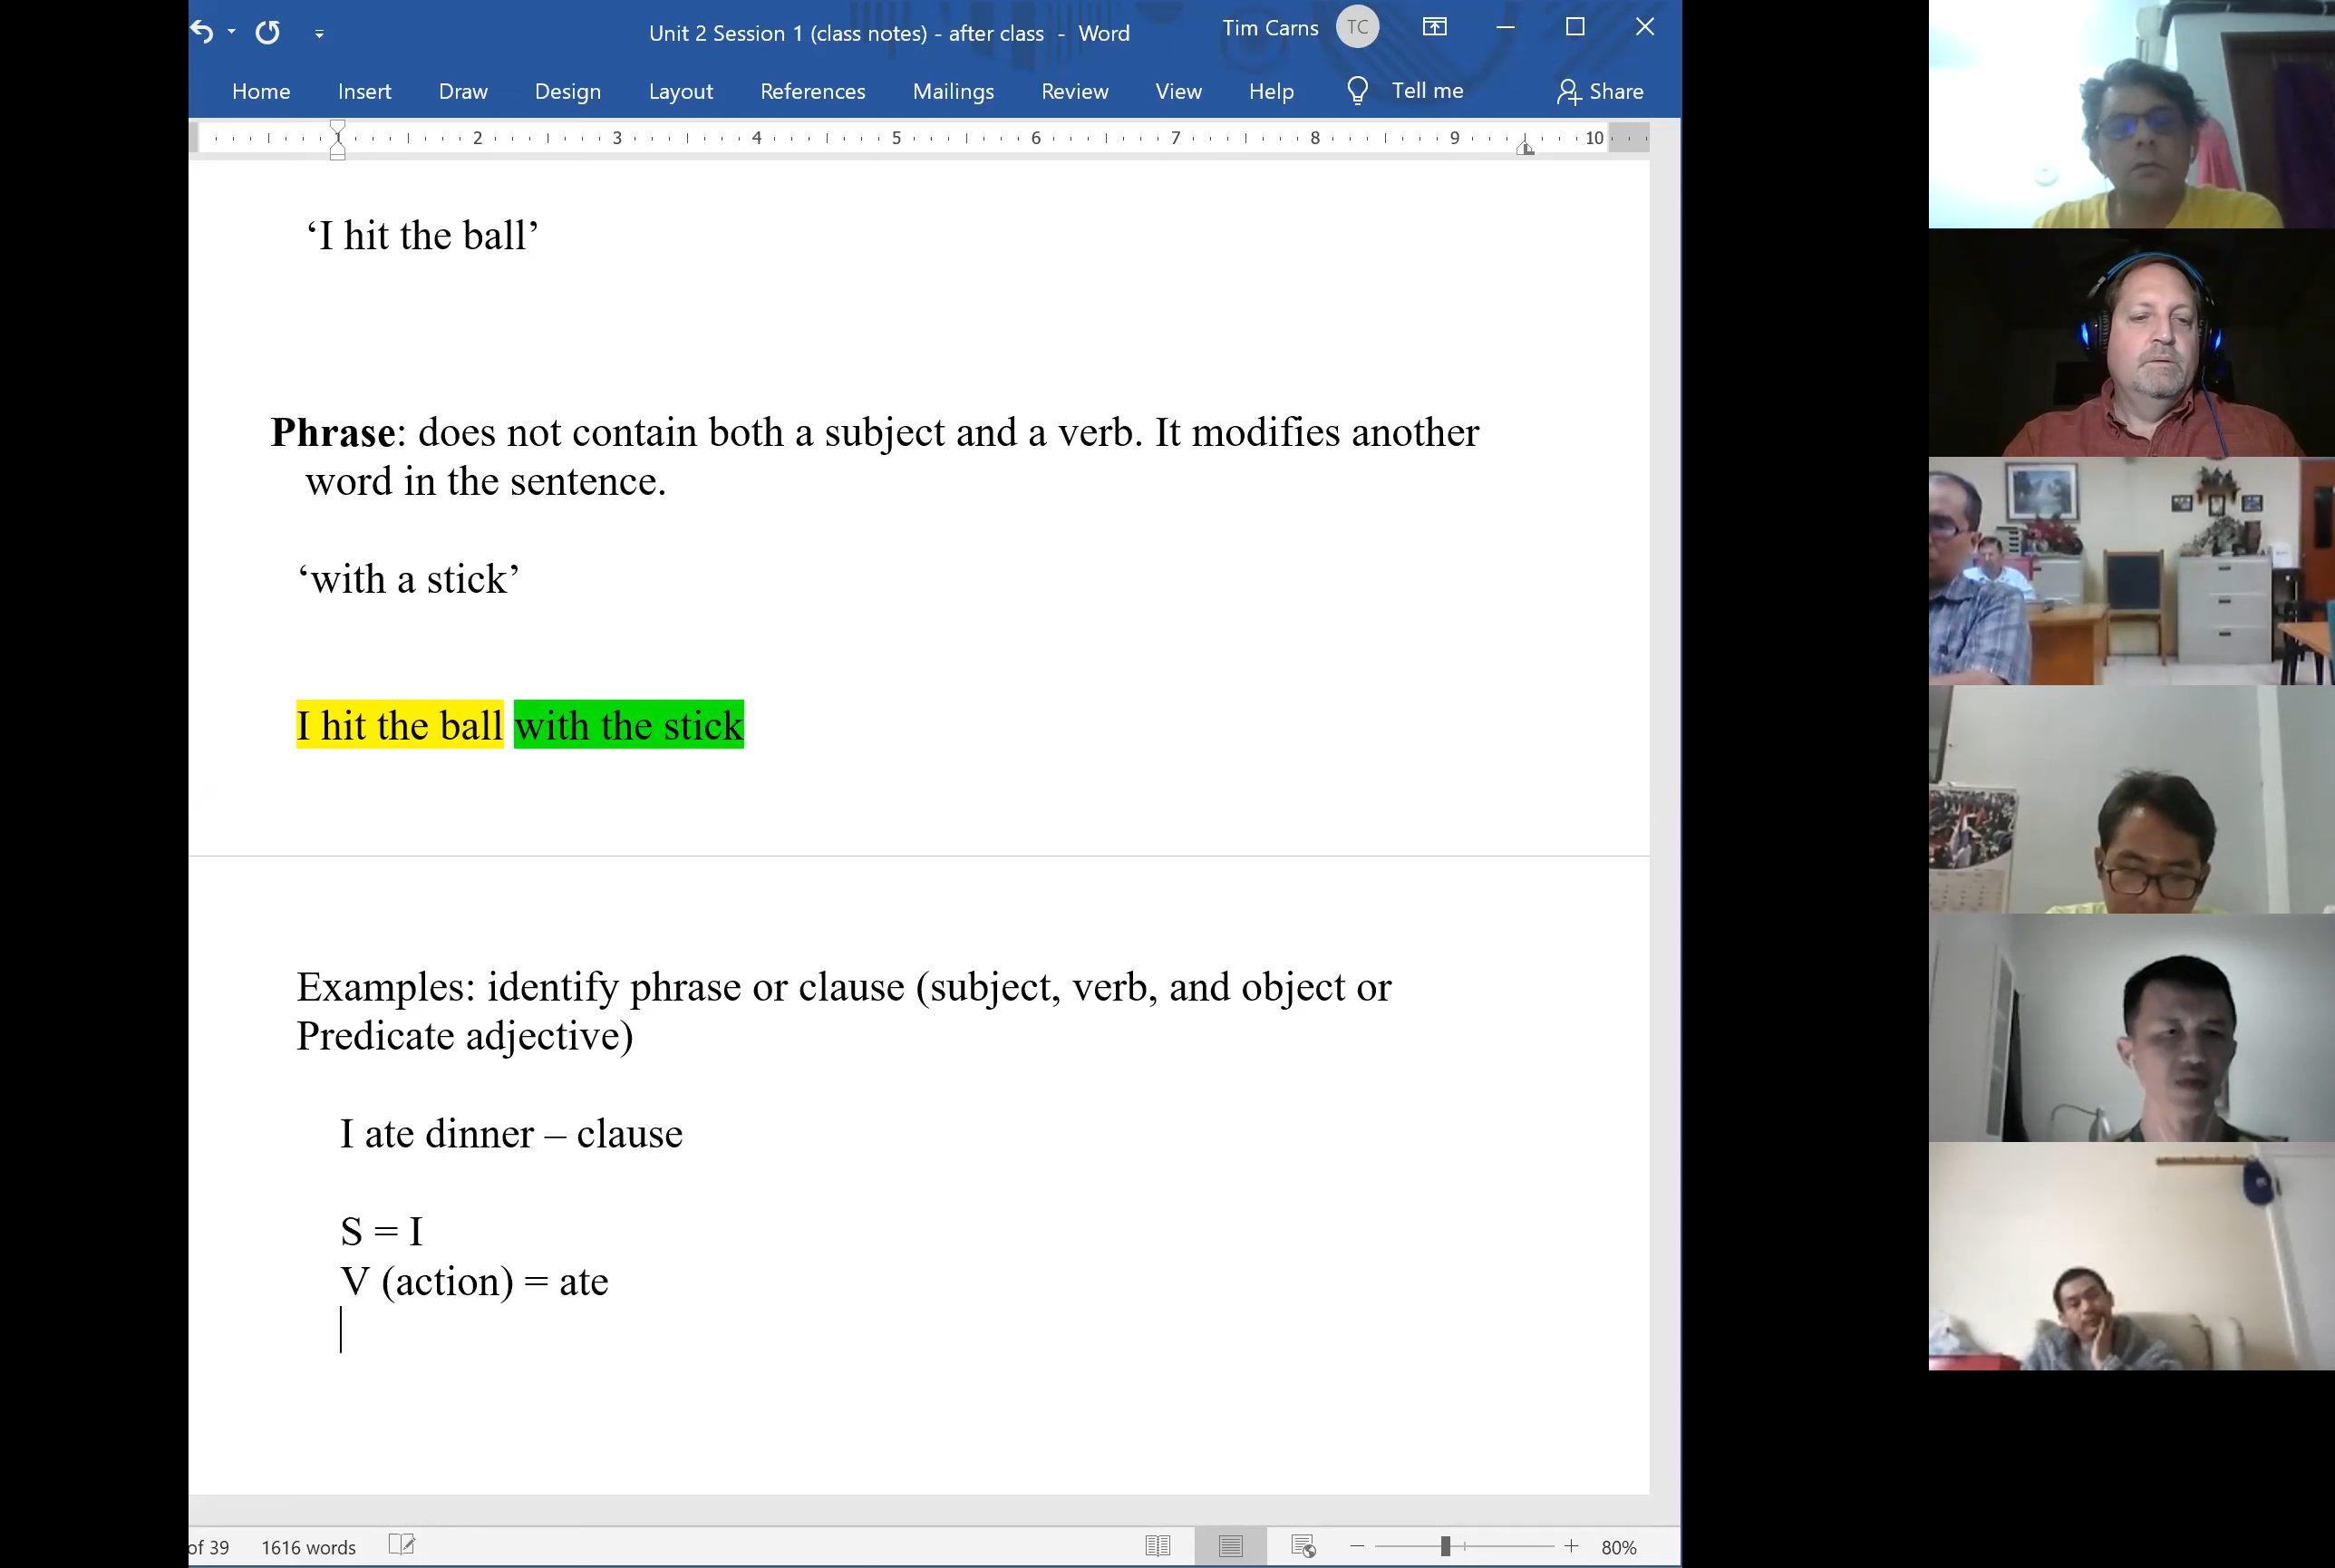 Unit 2 Session 1 (class notes) - after class - Word
Tim Carns TC
Home Insert Draw Design Layout References Mailings Review View Help Tell me Share
1 2 3 4 5 6 7 8 9 10
‘I hit the ball’
Phrase: does not contain both a subject and a verb. It modifies another
word in the sentence.
‘with a stick’
I hit the ball with the stick
Examples: identify phrase or clause (subject, verb, and object or
Predicate adjective)
I ate dinner – clause
S = I
V (action) = ate
of 39 1616 words 80%